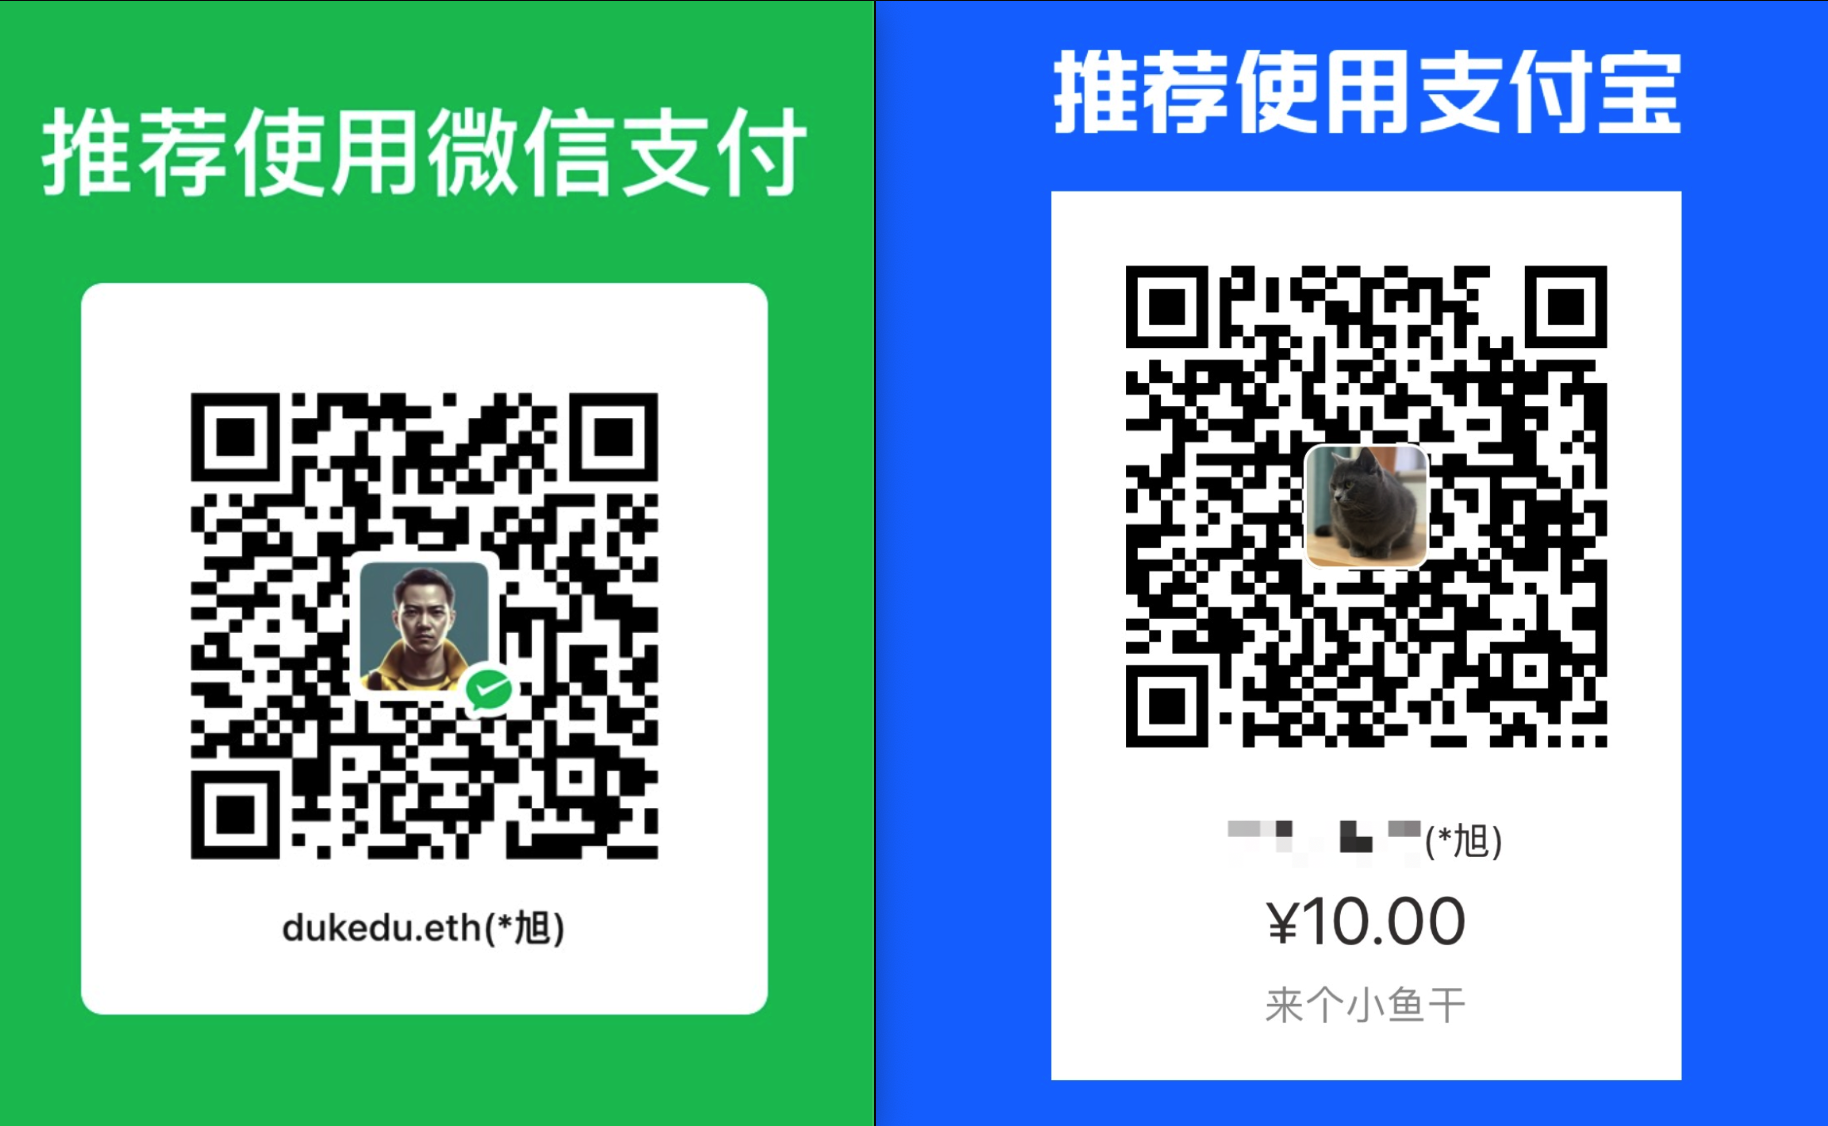 推荐使用微信支付
dukedu.eth(*旭)
推荐使用支付宝
(*旭)
¥10.00
来个小鱼干